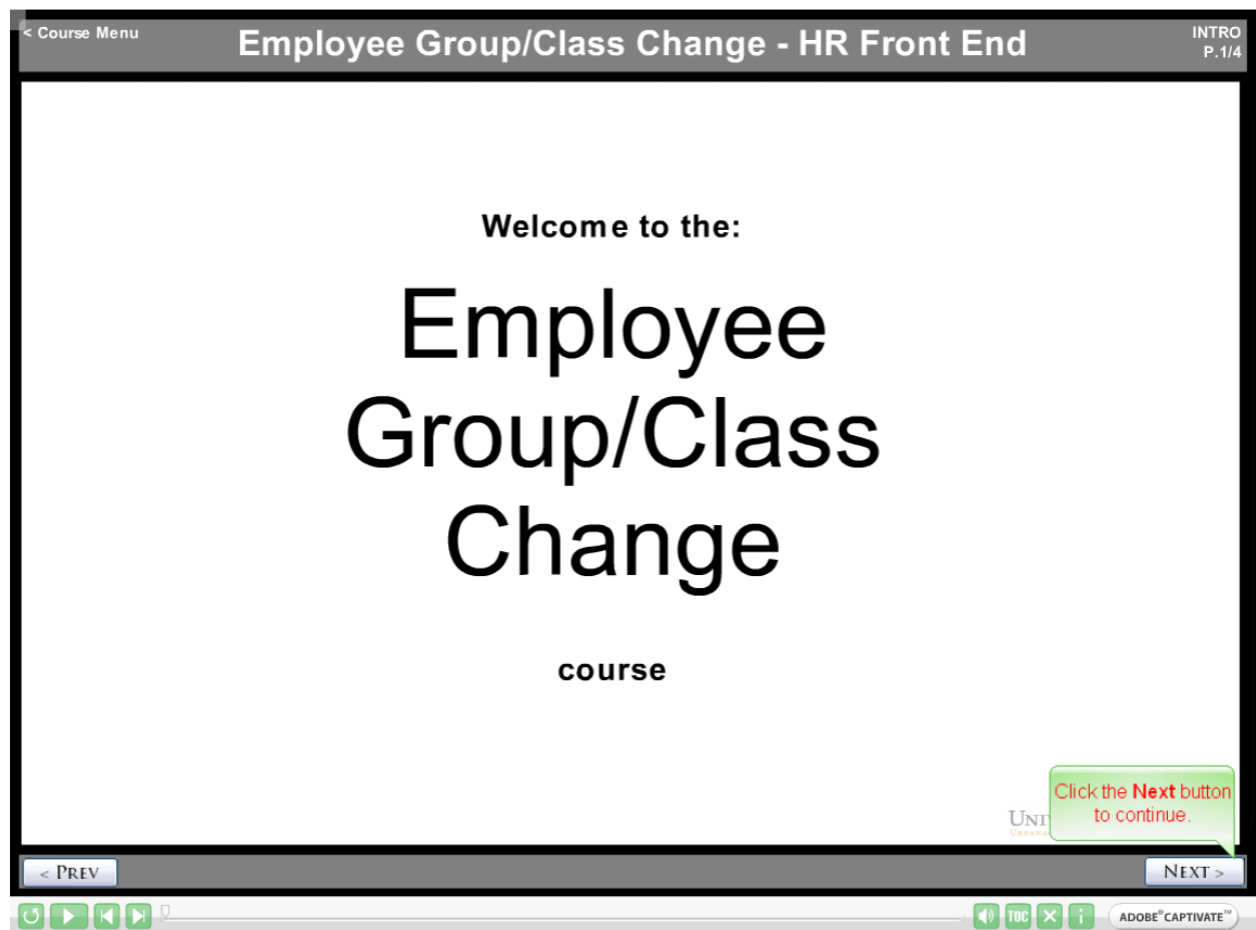 < Course Menu
Employee Group/Class Change - HR Front End
INTRO
P.1/4
Welcome to the:
Employee
Group/Class
Change
course
Click the Next button
to continue.
< PREV
NEXT >
TOC
i
ADOBE® CAPTIVATE™